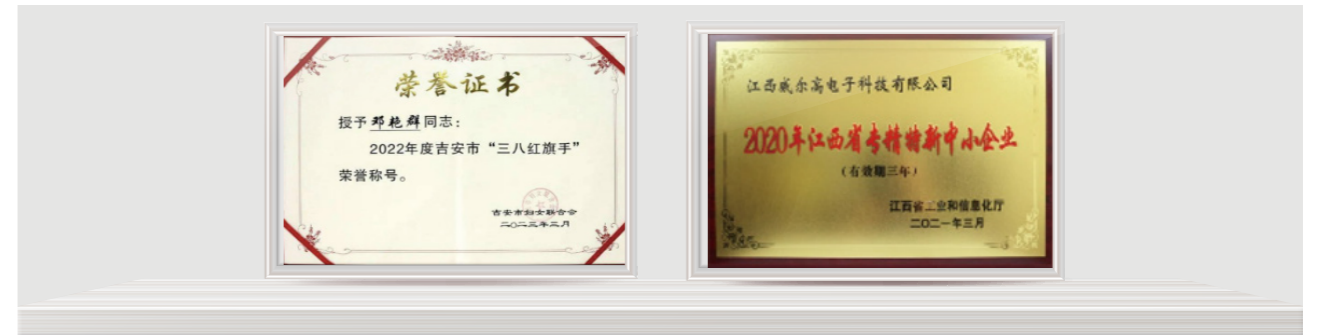 荣誉证书
授予邓艳群同志：
2022年度吉安市“三八红旗手”
荣誉称号。
吉安市妇女联合会
二〇二三年三月
江西威尔高电子科技有限公司
2020年江西省专精特新中小企业
（有效期三年）
江西省工业和信息化厅
二〇二一年三月